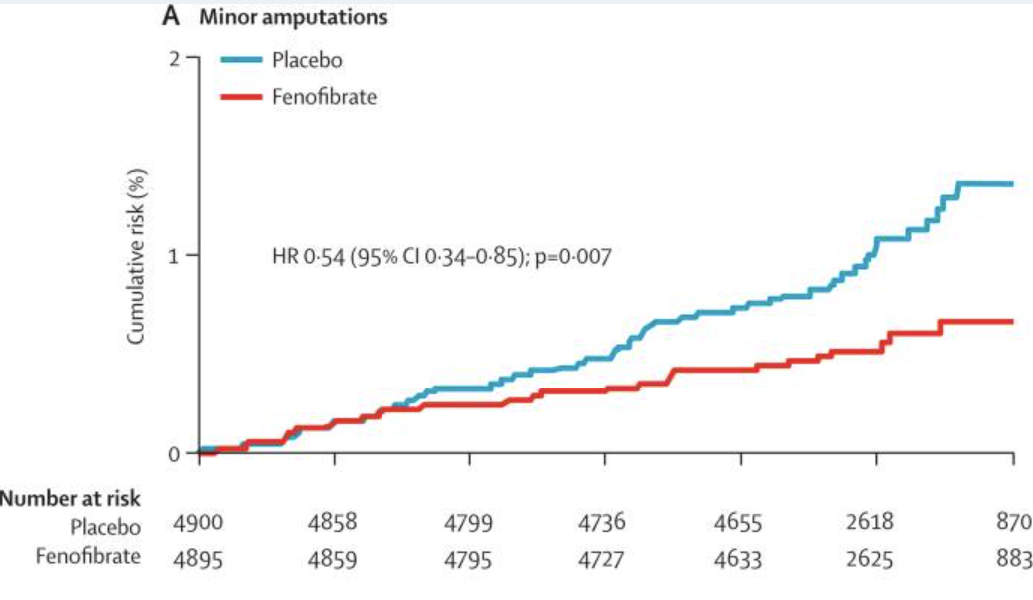 A Minor amputations
2
Placebo
Fenofibrate
Cumulative risk (%)
1
HR 0·54 (95% CI 0·34–0·85); p=0·007
0
Number at risk
Placebo 4900 4858 4799 4736 4655 2618 870
Fenofibrate 4895 4859 4795 4727 4633 2625 883